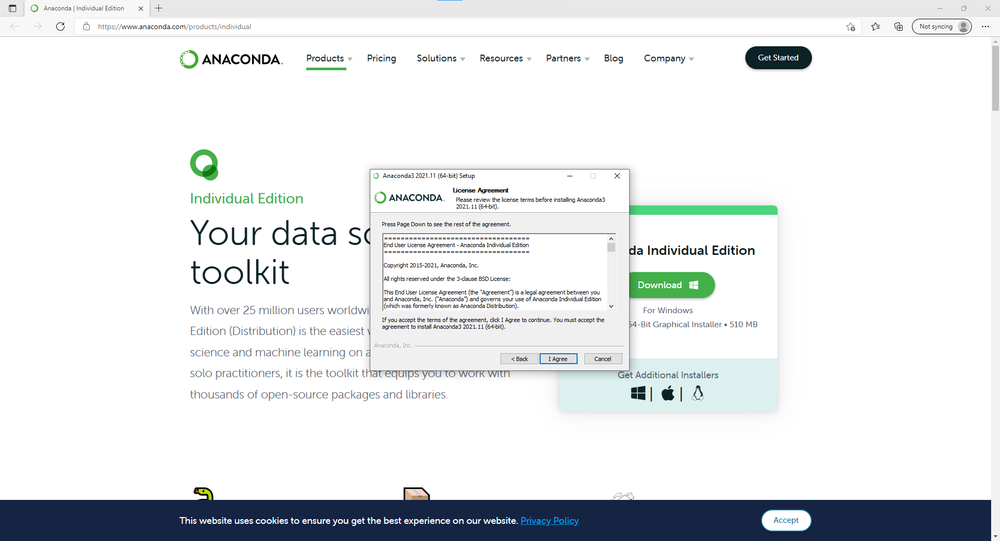 Anaconda | Individual Edition
https://www.anaconda.com/products/individual
Not syncing
ANACONDA.
Products
Pricing
Solutions
Resources
Partners
Blog
Company
Get Started
Individual Edition
Your data sc
toolkit
With over 25 million users worldwi
Edition (Distribution) is the easiest
science and machine learning on a
solo practitioners, it is the toolkit that equips you to work with
thousands of open-source packages and libraries.
Anaconda3 2021.11 (64-bit) Setup
ANACONDA.
License Agreement
Please review the license terms before installing Anaconda3
2021.11 (64-bit).
Press Page Down to see the rest of the agreement.
===================================
End User License Agreement - Anaconda Individual Edition
===================================
Copyright 2015-2021, Anaconda, Inc.
All rights reserved under the 3-clause BSD License:
This End User License Agreement (the "Agreement") is a legal agreement between you
and Anaconda, Inc. ("Anaconda") and governs your use of Anaconda Individual Edition
(which was formerly known as Anaconda Distribution).
If you accept the terms of the agreement, click I Agree to continue. You must accept the
agreement to install Anaconda3 2021.11 (64-bit).
Anaconda, Inc.
< Back
I Agree
Cancel
da Individual Edition
Download
For Windows
64-Bit Graphical Installer • 510 MB
Get Additional Installers
This website uses cookies to ensure you get the best experience on our website. Privacy Policy
Accept